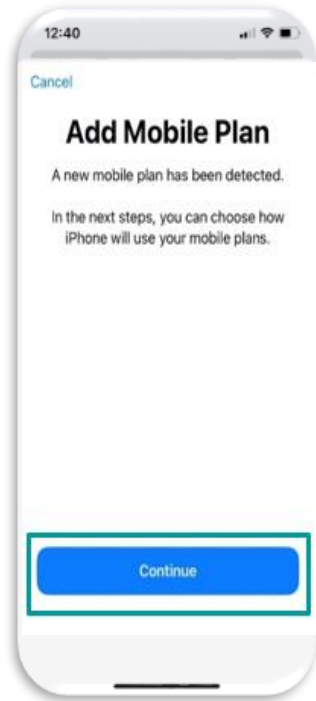 12:40
Cancel
Add Mobile Plan
A new mobile plan has been detected.
In the next steps, you can choose how
iPhone will use your mobile plans.
Continue